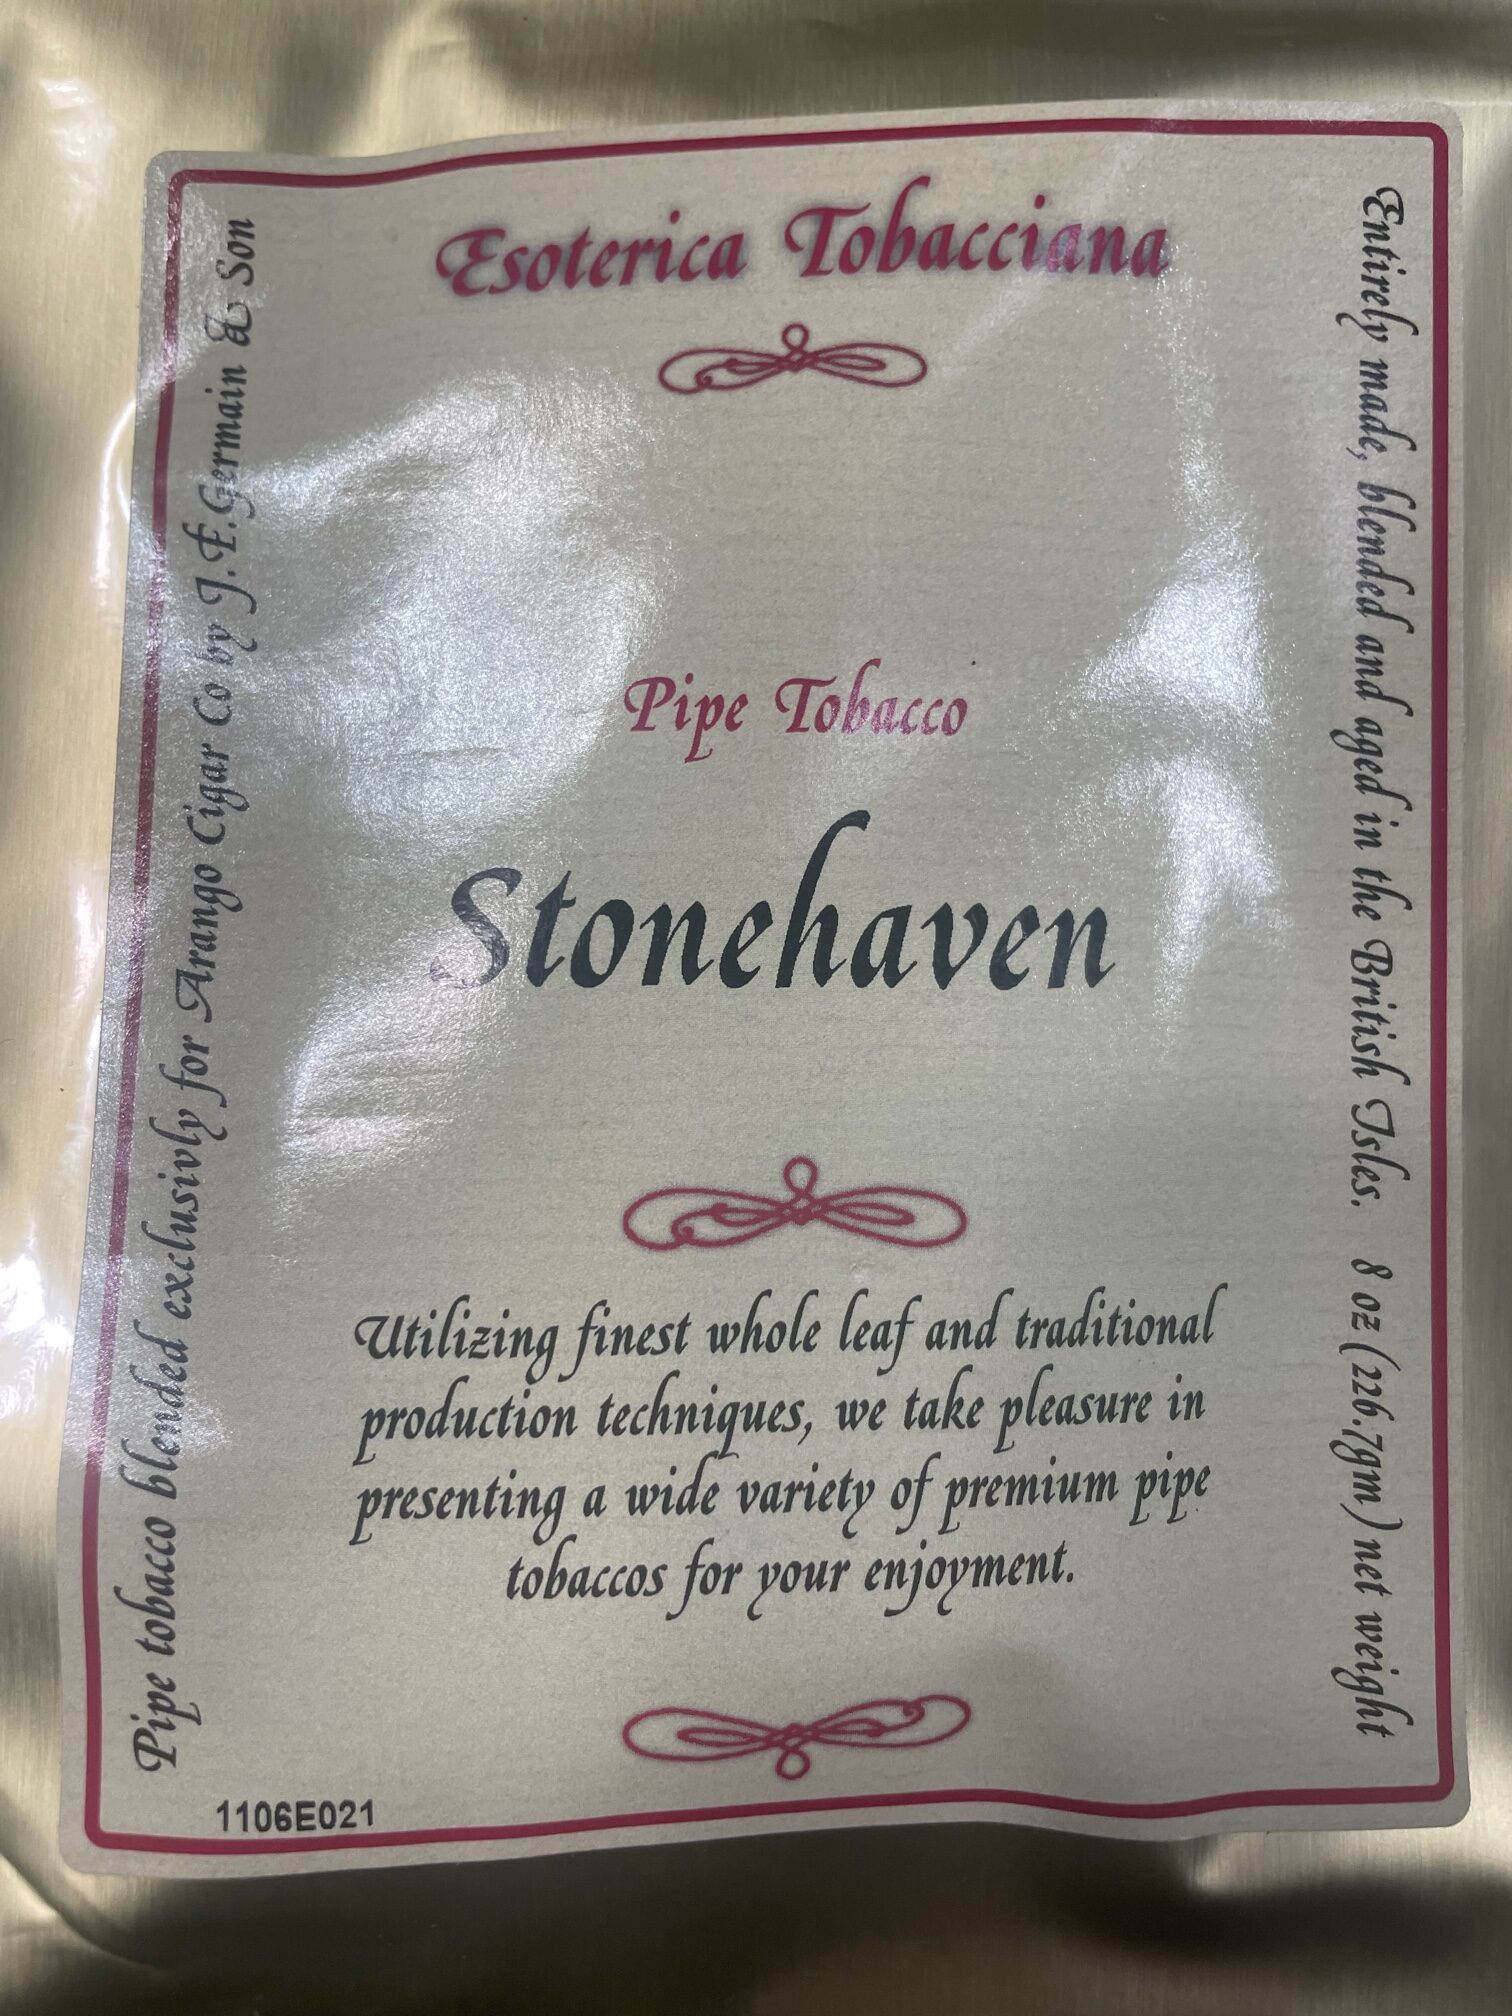 Esoterica Tobacciana
Pipe Tobacco
Stonehaven
Utilizing finest whole leaf and traditional
production techniques, we take pleasure in
presenting a wide variety of premium pipe
tobaccos for your enjoyment.
Pipe tobacco blended exclusivly for Arango Cigar Co by J.F.Germain & Son
Entirely made, blended and aged in the British Isles. 8 oz (226.7gm) net weight
1106E021